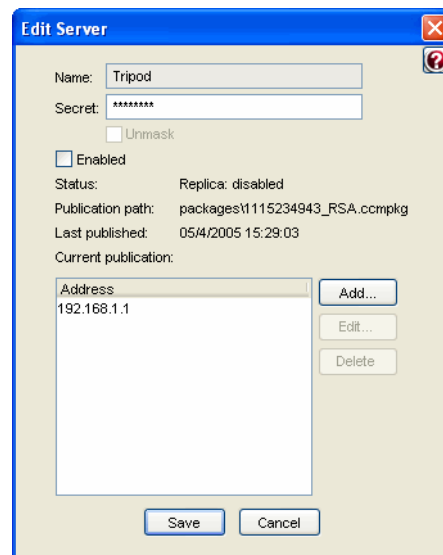 Edit Server
Name: Tripod
Secret: ********
Unmask
Enabled
Status: Replica: disabled
Publication path: packages\1115234943_RSA.ccmpkg
Last published: 05/4/2005 15:29:03
Current publication:
Address
192.168.1.1
Add...
Edit...
Delete
Save Cancel